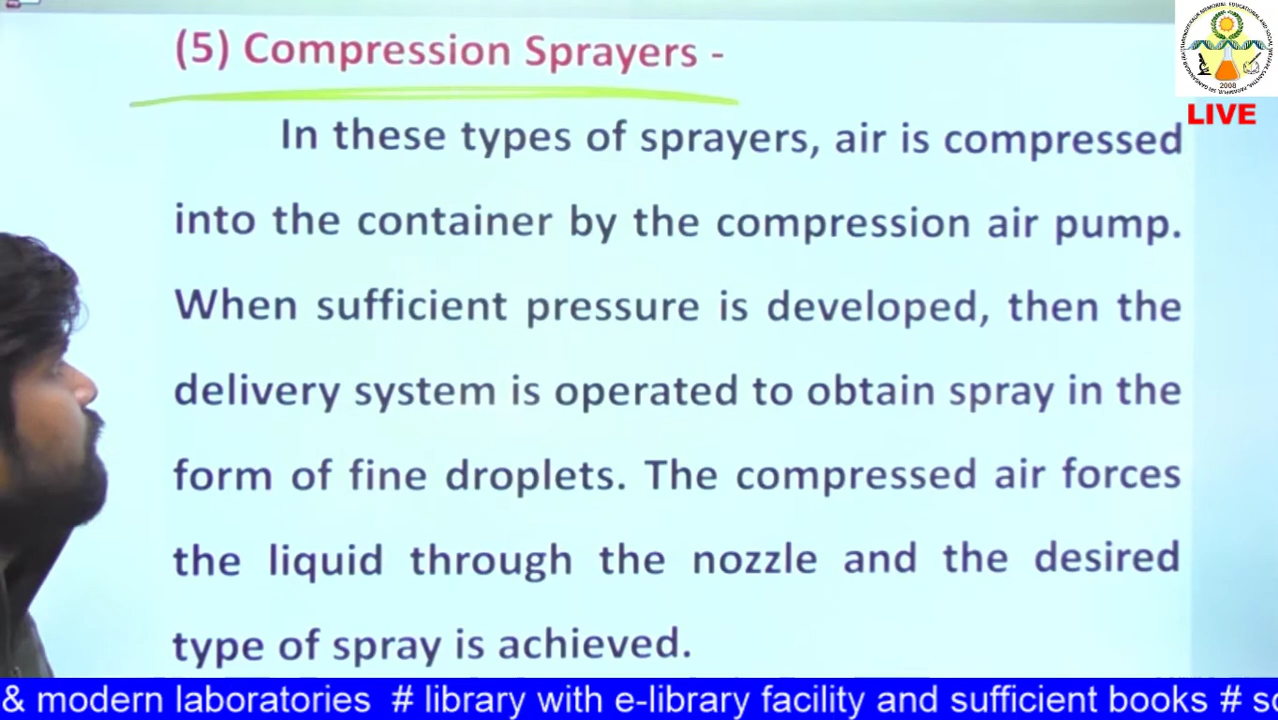 (5) Compression Sprayers -
In these types of sprayers, air is compressed
into the container by the compression air pump.
When sufficient pressure is developed, then the
delivery system is operated to obtain spray in the
form of fine droplets. The compressed air forces
the liquid through the nozzle and the desired
type of spray is achieved.
2008
LIVE
& modern laboratories # library with e-library facility and sufficient books #